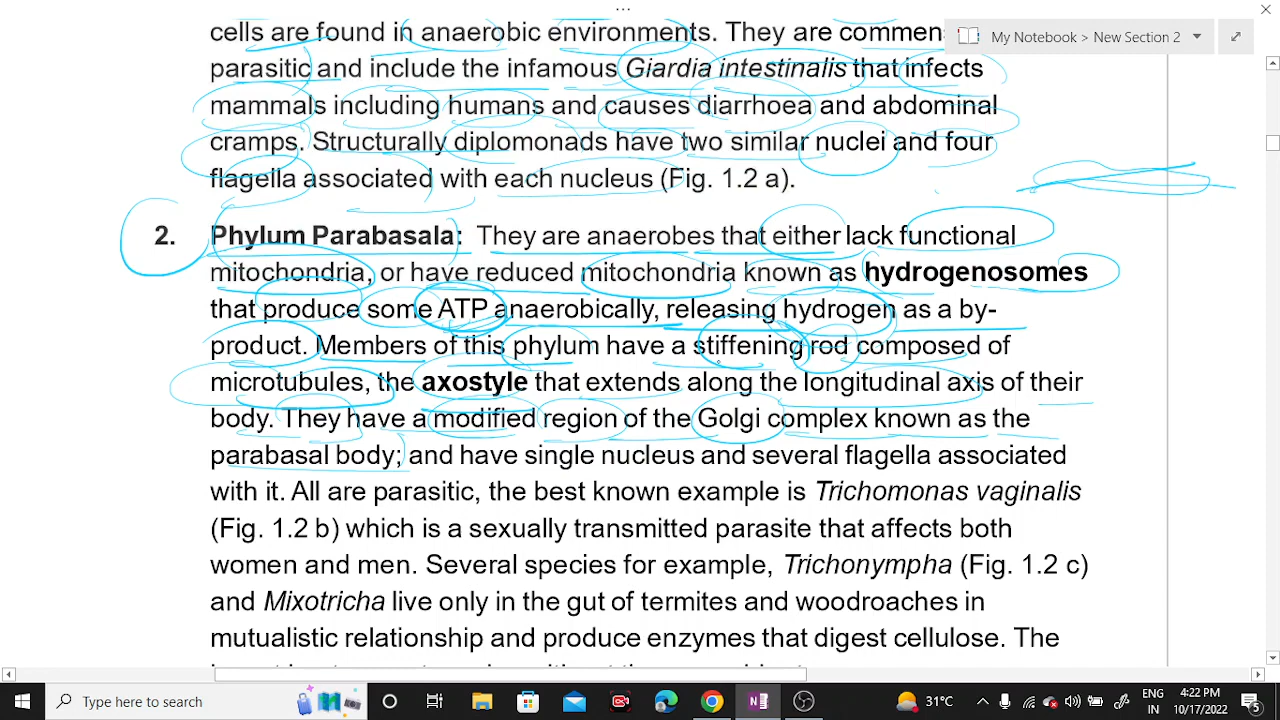 ...
My Notebook > New Section 2
cells are found in anaerobic environments. They are commen
parasitic and include the infamous Giardia intestinalis that infects
mammals including humans and causes diarrhoea and abdominal
cramps. Structurally diplomonads have two similar nuclei and four
flagella associated with each nucleus (Fig. 1.2 a).
2. Phylum Parabasala: They are anaerobes that either lack functional
mitochondria, or have reduced mitochondria known as hydrogenosomes
that produce some ATP anaerobically, releasing hydrogen as a by-
product. Members of this phylum have a stiffening rod composed of
microtubules, the axostyle that extends along the longitudinal axis of their
body. They have a modified region of the Golgi complex known as the
parabasal body; and have single nucleus and several flagella associated
with it. All are parasitic, the best known example is Trichomonas vaginalis
(Fig. 1.2 b) which is a sexually transmitted parasite that affects both
women and men. Several species for example, Trichonympha (Fig. 1.2 c)
and Mixotricha live only in the gut of termites and woodroaches in
mutualistic relationship and produce enzymes that digest cellulose. The
Type here to search
31°C
ENG
IN
4:22 PM
10/17/2022
5